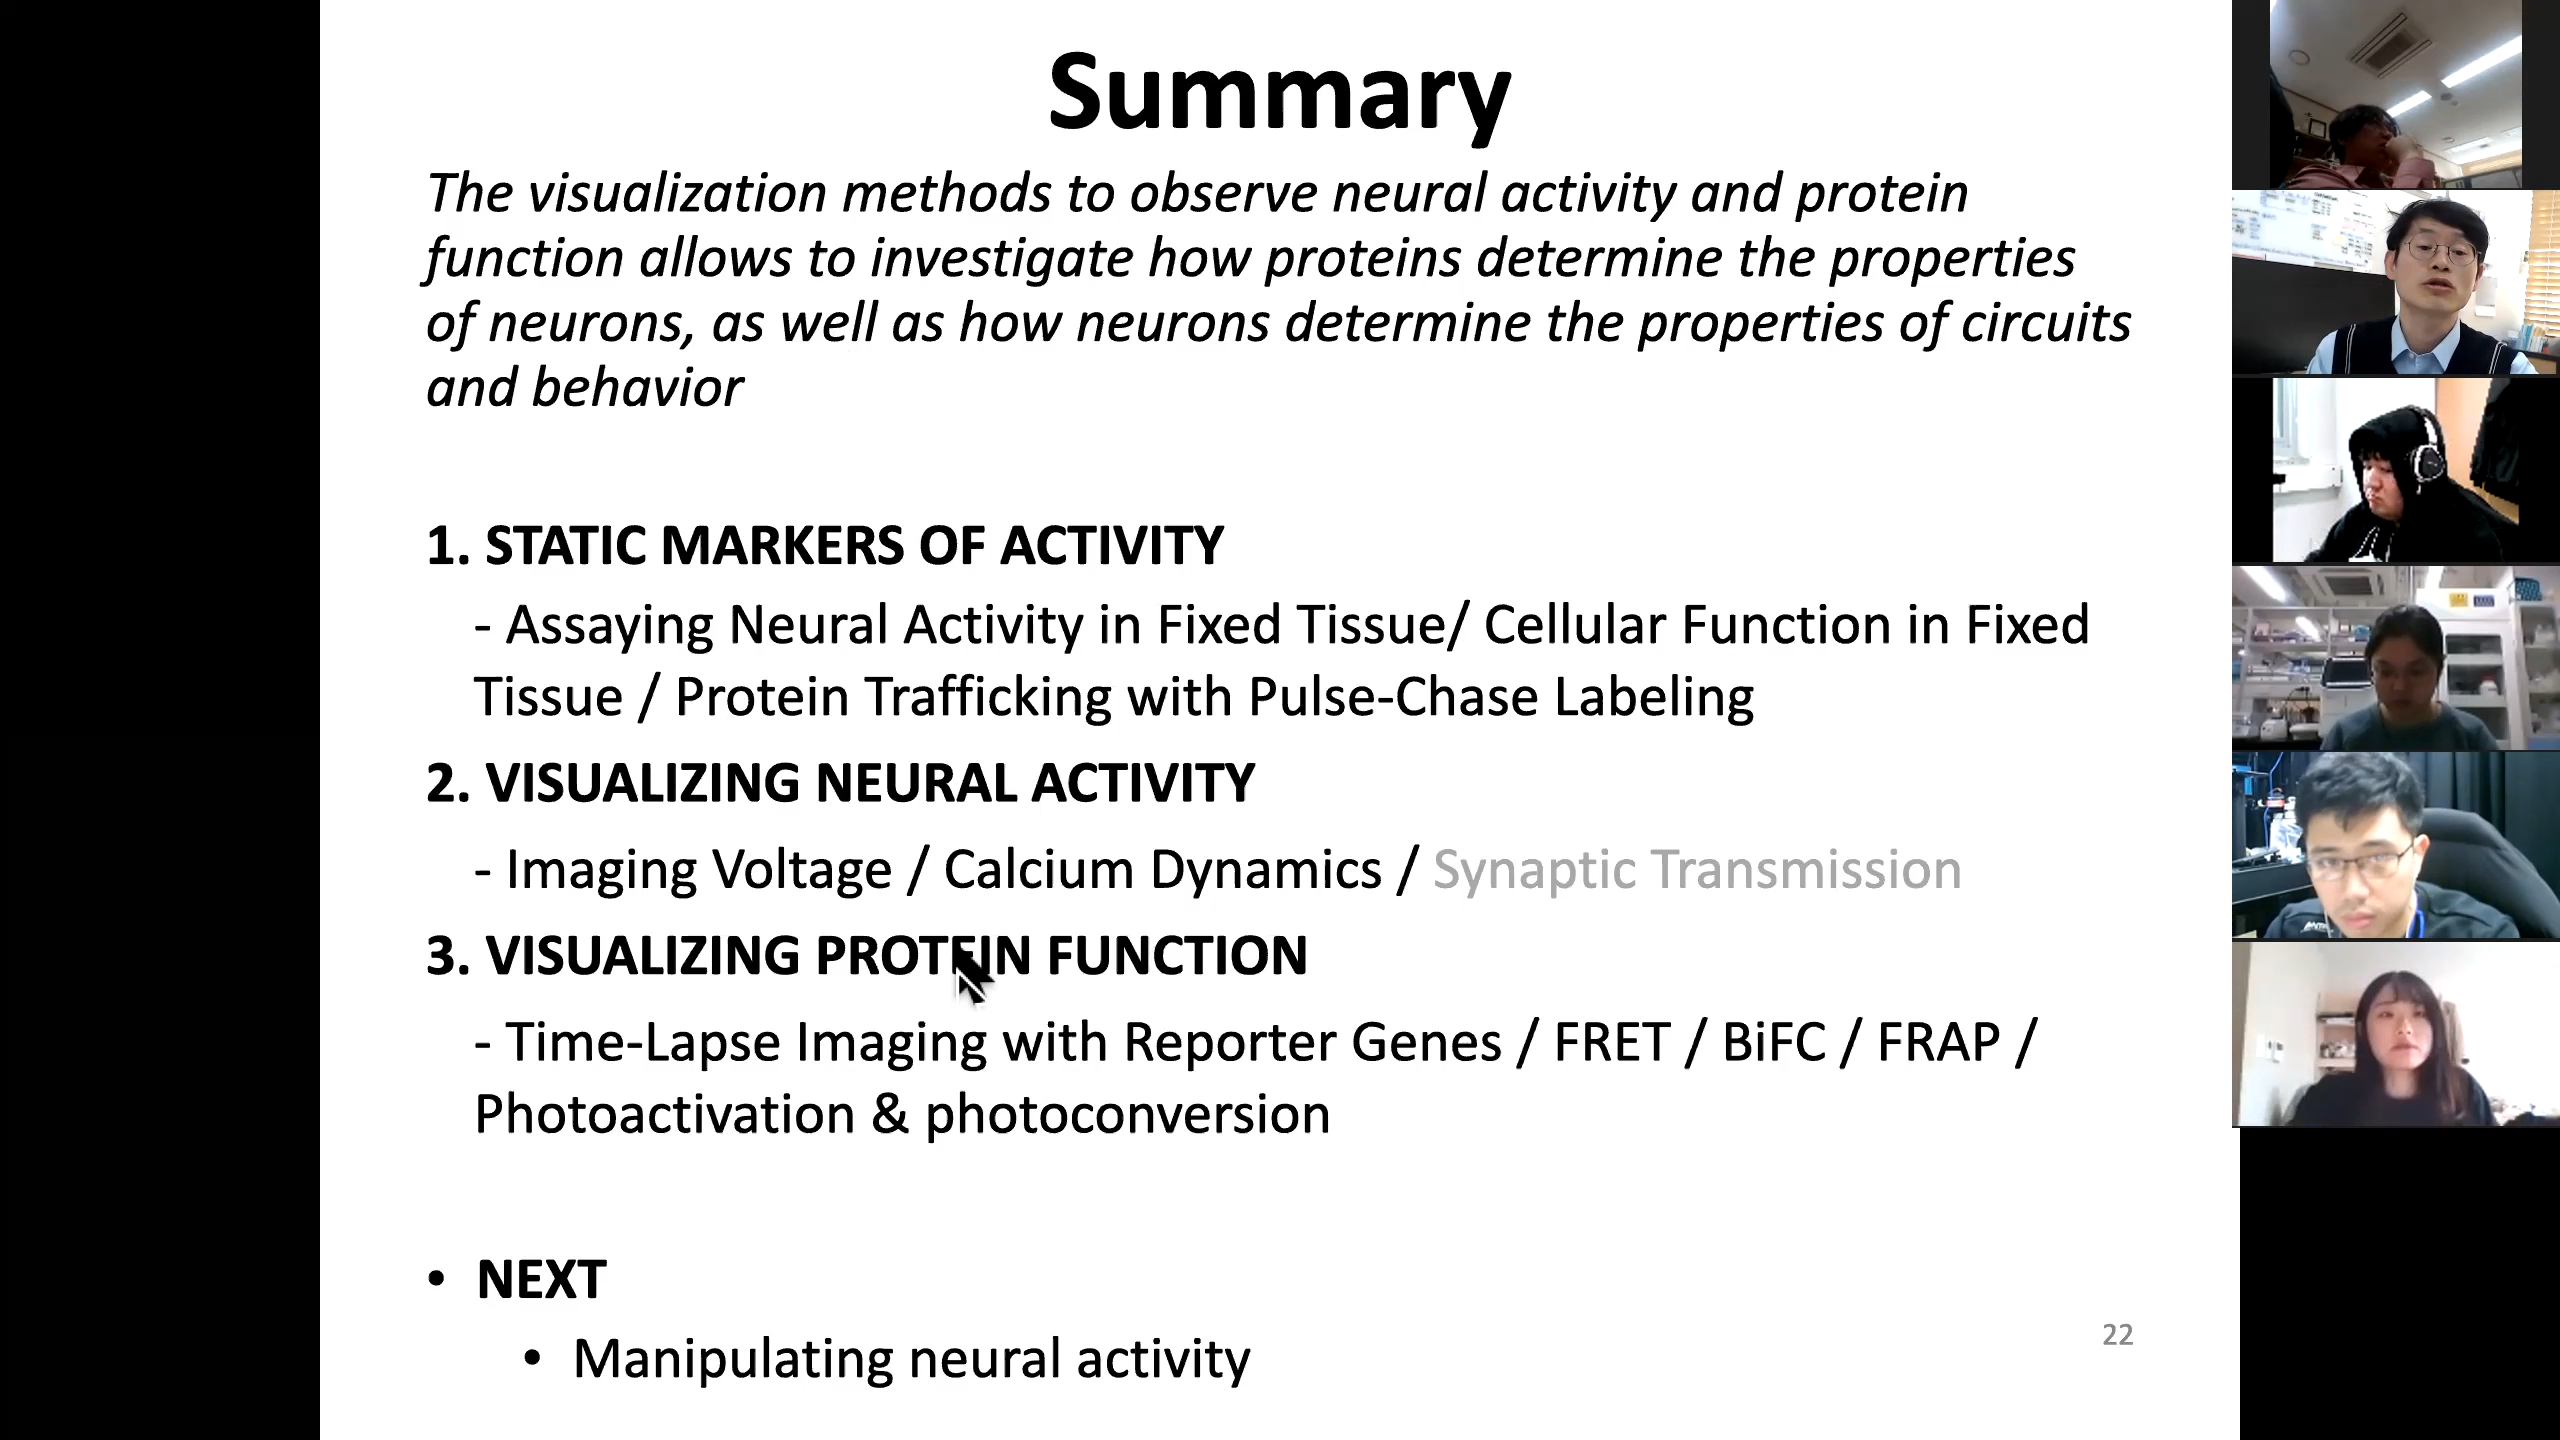 Summary
The visualization methods to observe neural activity and protein
function allows to investigate how proteins determine the properties
of neurons, as well as how neurons determine the properties of circuits
and behavior
1. STATIC MARKERS OF ACTIVITY
- Assaying Neural Activity in Fixed Tissue/ Cellular Function in Fixed
Tissue / Protein Trafficking with Pulse-Chase Labeling
2. VISUALIZING NEURAL ACTIVITY
- Imaging Voltage / Calcium Dynamics / Synaptic Transmission
3. VISUALIZING PROTEIN FUNCTION
- Time-Lapse Imaging with Reporter Genes / FRET / BiFC / FRAP /
Photoactivation & photoconversion
• NEXT
• Manipulating neural activity
22